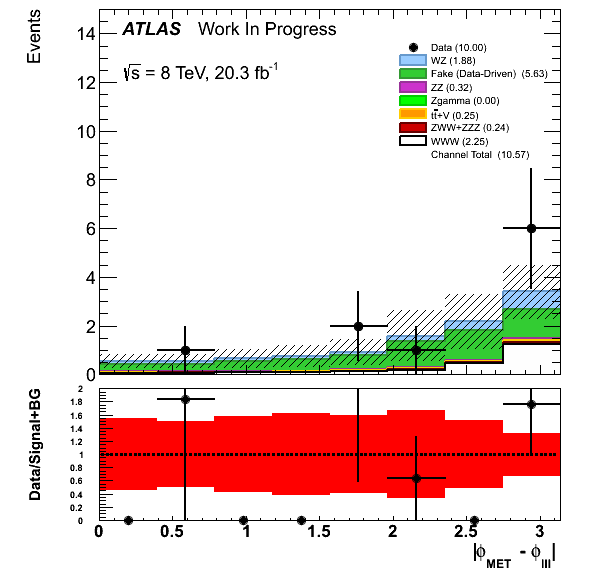 Events
ATLAS Work In Progress
√s = 8 TeV, 20.3 fb-1
Data (10.00)
WZ (1.88)
Fake (Data-Driven) (5.63)
ZZ (0.32)
Zgamma (0.00)
tt̄+V (0.25)
ZWW+ZZZ (0.24)
WWW (2.25)
Channel Total (10.57)
14
12
10
8
6
4
2
0
Data/Signal+BG
2
1.8
1.6
1.4
1.2
1
0.8
0.6
0.4
0.2
0
0 0.5 1 1.5 2 2.5 3
|ϕMET - ϕlll|